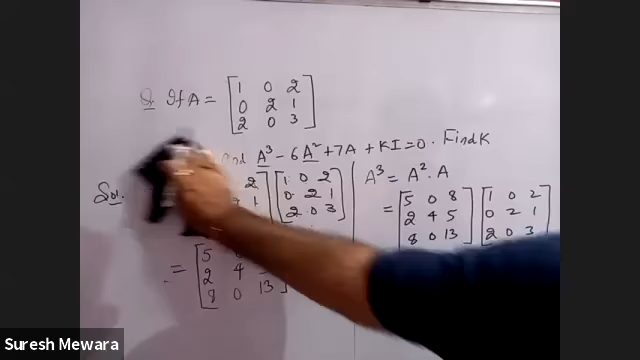 Q. If A = [1 0 2
0 2 1
2 0 3]
A³ - 6A² + 7A + KI = 0. Find K
Sol.
2 [1 0 2
1 0 2 1
2 0 3]
A³ = A². A
= [5 0 8
2 4 5
8 0 13] [1 0 2
0 2 1
2 0 3]
= [5
2 4
8 0 13]
Suresh Mewara